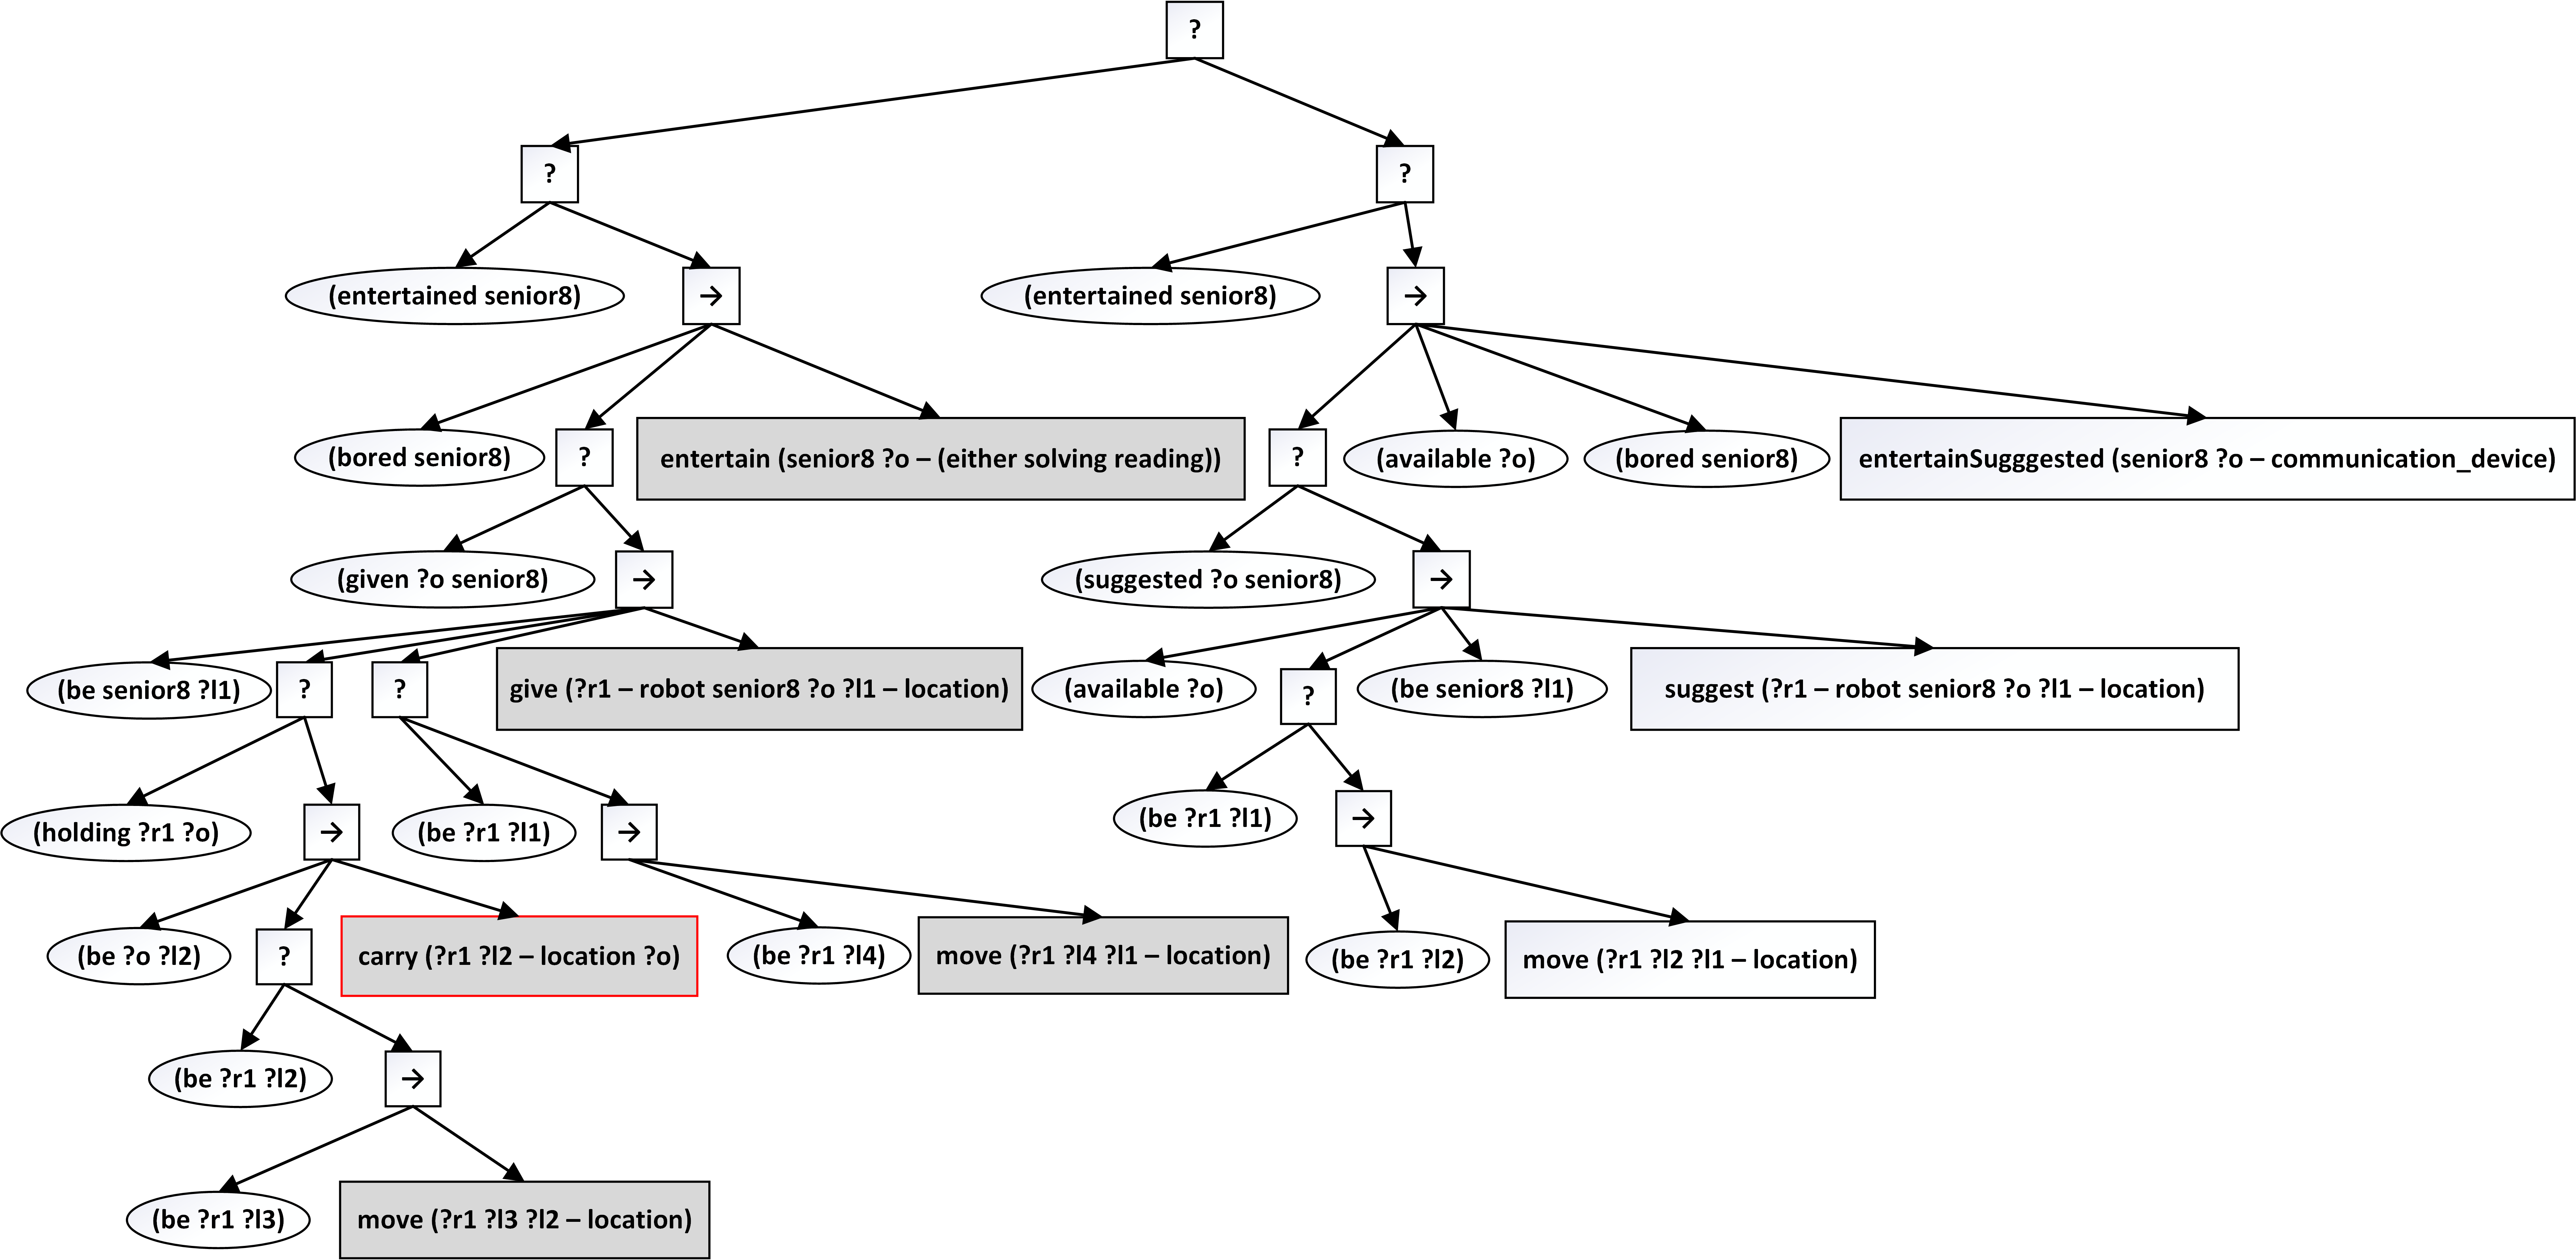 ?
?
?
(entertained senior8)
→
(entertained senior8)
→
(bored senior8)
?
entertain (senior8 ?o – (either solving reading))
?
(available ?o)
(bored senior8)
entertainSugggested (senior8 ?o – communication_device)
(given ?o senior8)
→
(suggested ?o senior8)
→
(be senior8 ?l1)
?
?
give (?r1 – robot senior8 ?o ?l1 – location)
(available ?o)
?
(be senior8 ?l1)
suggest (?r1 – robot senior8 ?o ?l1 – location)
(holding ?r1 ?o)
→
(be ?r1 ?l1)
→
(be ?r1 ?l1)
→
(be ?o ?l2)
?
carry (?r1 ?l2 – location ?o)
(be ?r1 ?l4)
move (?r1 ?l4 ?l1 – location)
(be ?r1 ?l2)
move (?r1 ?l2 ?l1 – location)
(be ?r1 ?l2)
→
(be ?r1 ?l3)
move (?r1 ?l3 ?l2 – location)